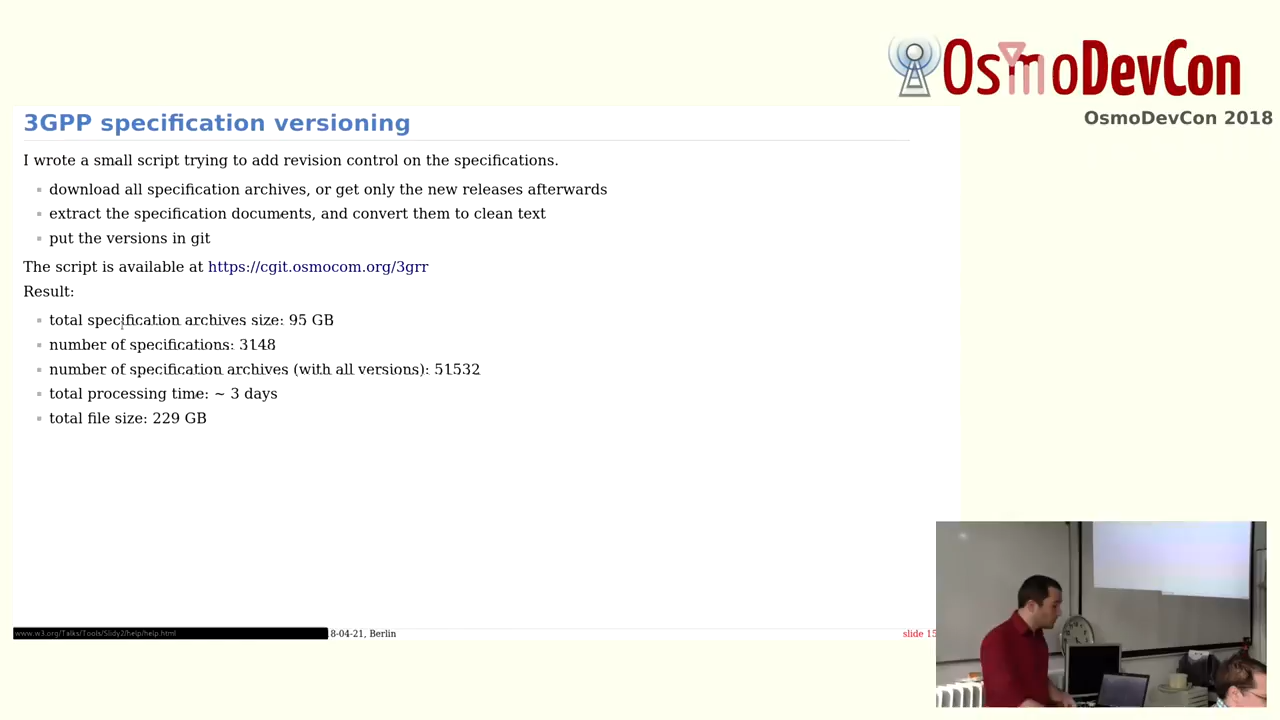 OsmoDevCon
OsmoDevCon 2018
3GPP specification versioning
I wrote a small script trying to add revision control on the specifications.
download all specification archives, or get only the new releases afterwards
extract the specification documents, and convert them to clean text
put the versions in git
The script is available at https://cgit.osmocom.org/3grr
Result:
total specification archives size: 95 GB
number of specifications: 3148
number of specification archives (with all versions): 51532
total processing time: ~ 3 days
total file size: 229 GB
www.w3.org/Talks/Tools/Slidy2/help/help.html 8-04-21, Berlin slide 15